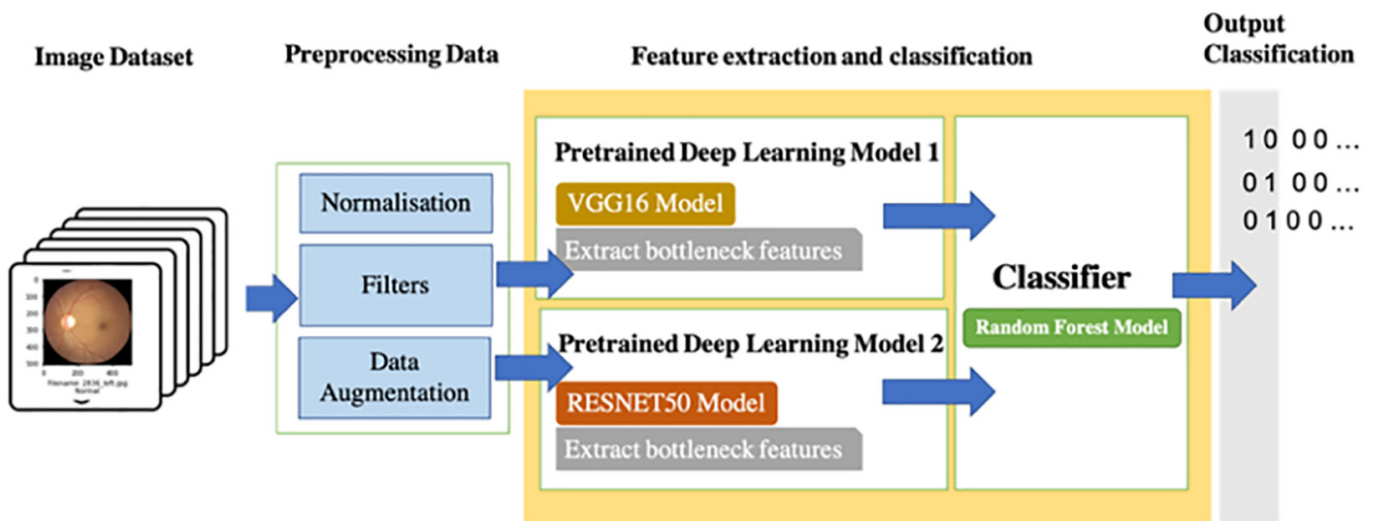 Image Dataset
Preprocessing Data
Feature extraction and classification
Output
Classification
0
100
200
300
400
500
0 200 400
Filename: 2836_left.jpg
Normal
Normalisation
Filters
Data
Augmentation
Pretrained Deep Learning Model 1
VGG16 Model
Extract bottleneck features
Pretrained Deep Learning Model 2
RESNET50 Model
Extract bottleneck features
Classifier
Random Forest Model
1 0 0 0 ...
0 1 0 0 ...
0 1 0 0 ...